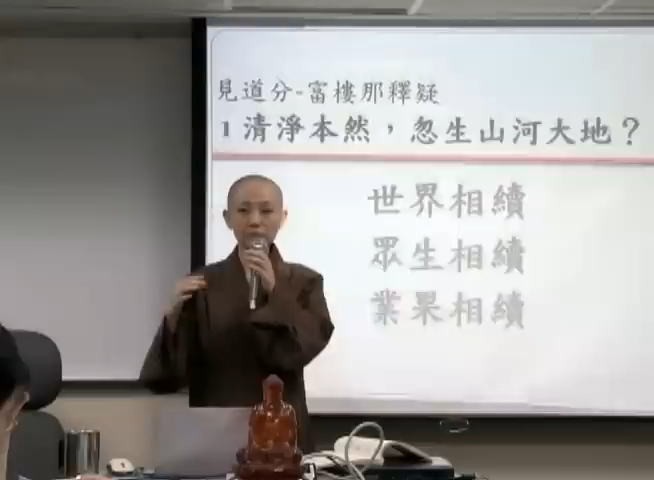 見道分-富樓那釋疑
1 清淨本然，忽生山河大地？
世界相續
眾生相續
業果相續